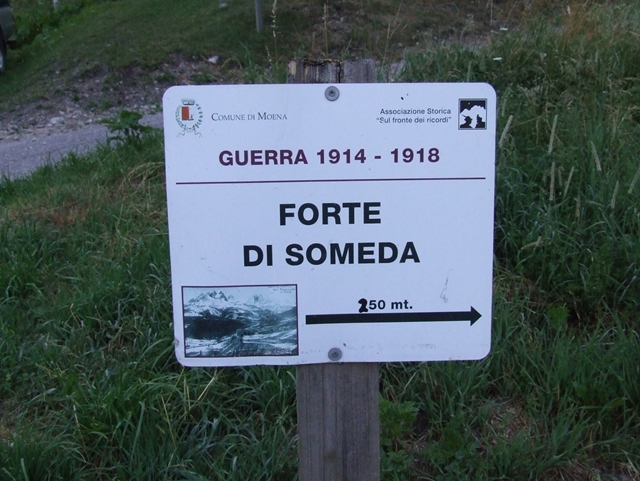 COMUNE DI MOENA
Associazione Storica
"Sul fronte dei ricordi"
GUERRA 1914 - 1918
FORTE
DI SOMEDA
250 mt.